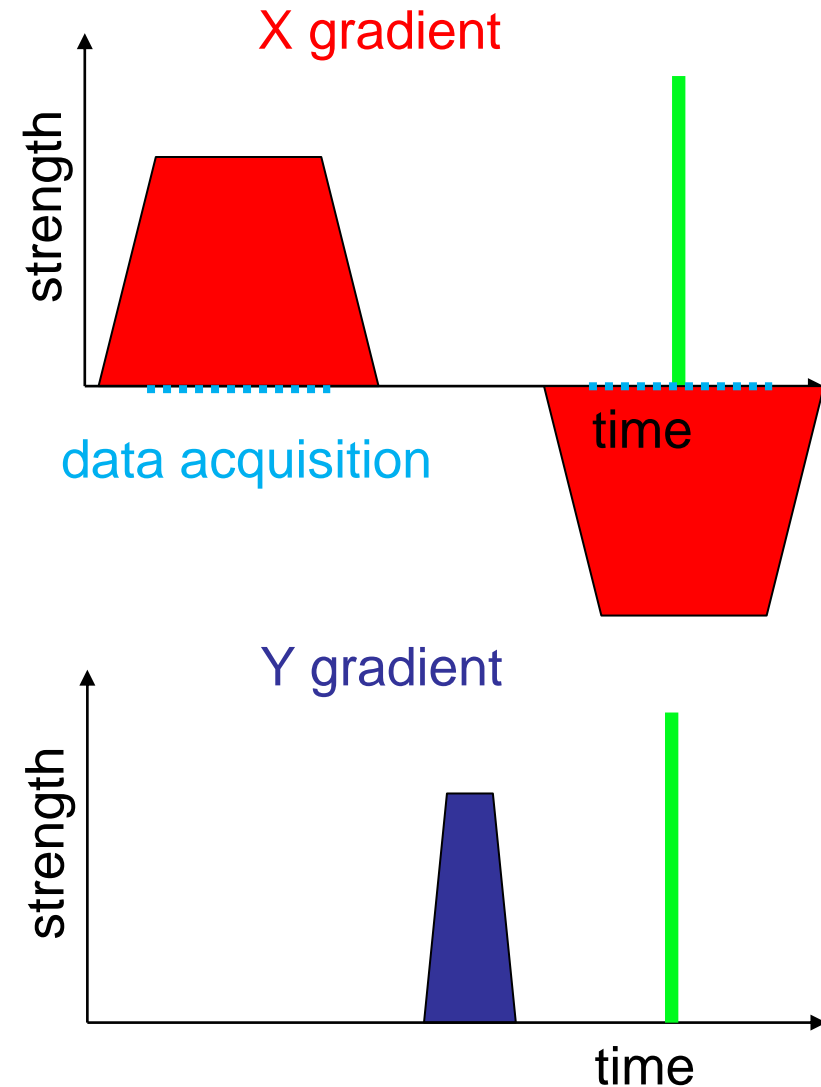 X gradient
strength
time
data acquisition
Y gradient
strength
time